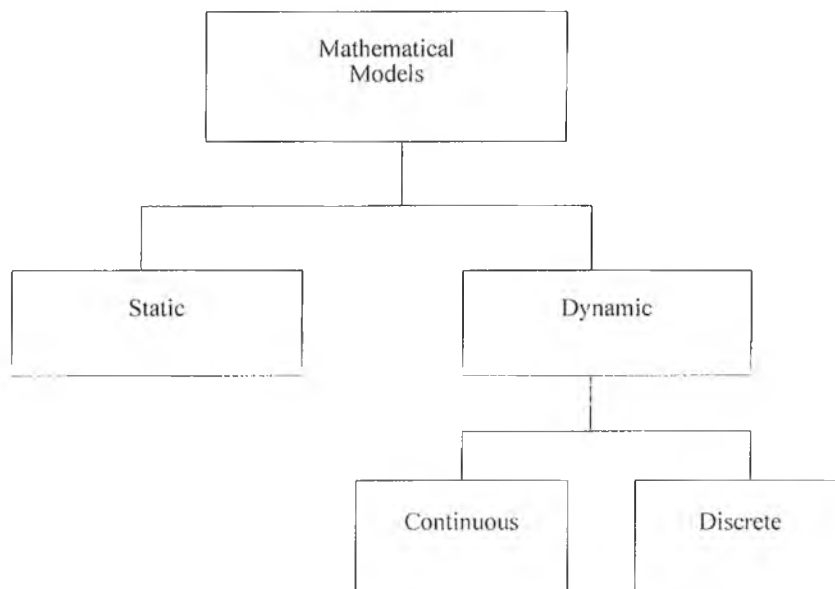 Mathematical
Models
Static
Dynamic
Continuous
Discrete